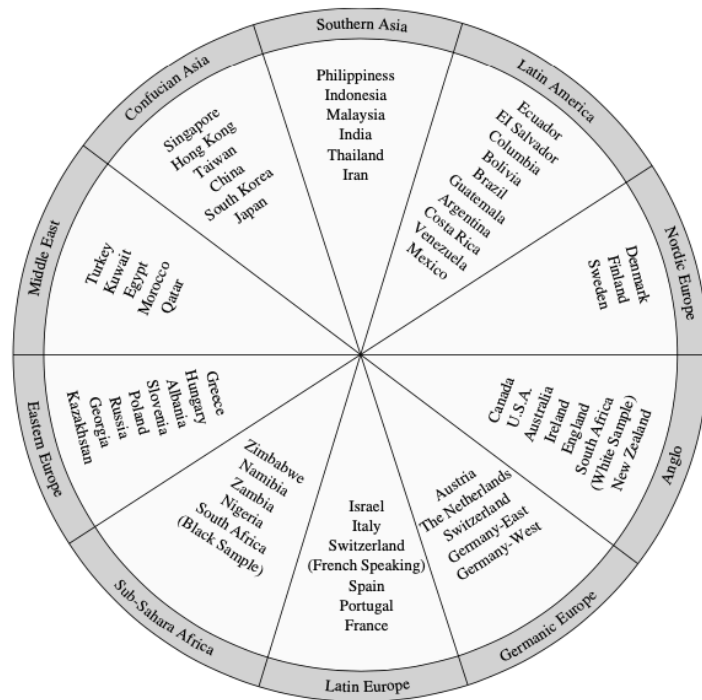 Southern Asia
Philippiness
Indonesia
Malaysia
India
Thailand
Iran
Latin America
Ecuador
EI Salvador
Columbia
Bolivia
Brazil
Guatemala
Argentina
Costa Rica
Venezuela
Mexico
Nordic Europe
Denmark
Finland
Sweden
Anglo
Canada
U.S.A.
Australia
Ireland
England
South Africa
(White Sample)
New Zealand
Germanic Europe
Austria
The Netherlands
Switzerland
Germany-East
Germany-West
Latin Europe
Israel
Italy
Switzerland
(French Speaking)
Spain
Portugal
France
Sub-Sahara Africa
Zimbabwe
Namibia
Zambia
Nigeria
South Africa
(Black Sample)
Eastern Europe
Greece
Hungary
Albania
Slovenia
Poland
Russia
Georgia
Kazakhstan
Middle East
Turkey
Kuwait
Egypt
Morocco
Qatar
Confucian Asia
Singapore
Hong Kong
Taiwan
China
South Korea
Japan